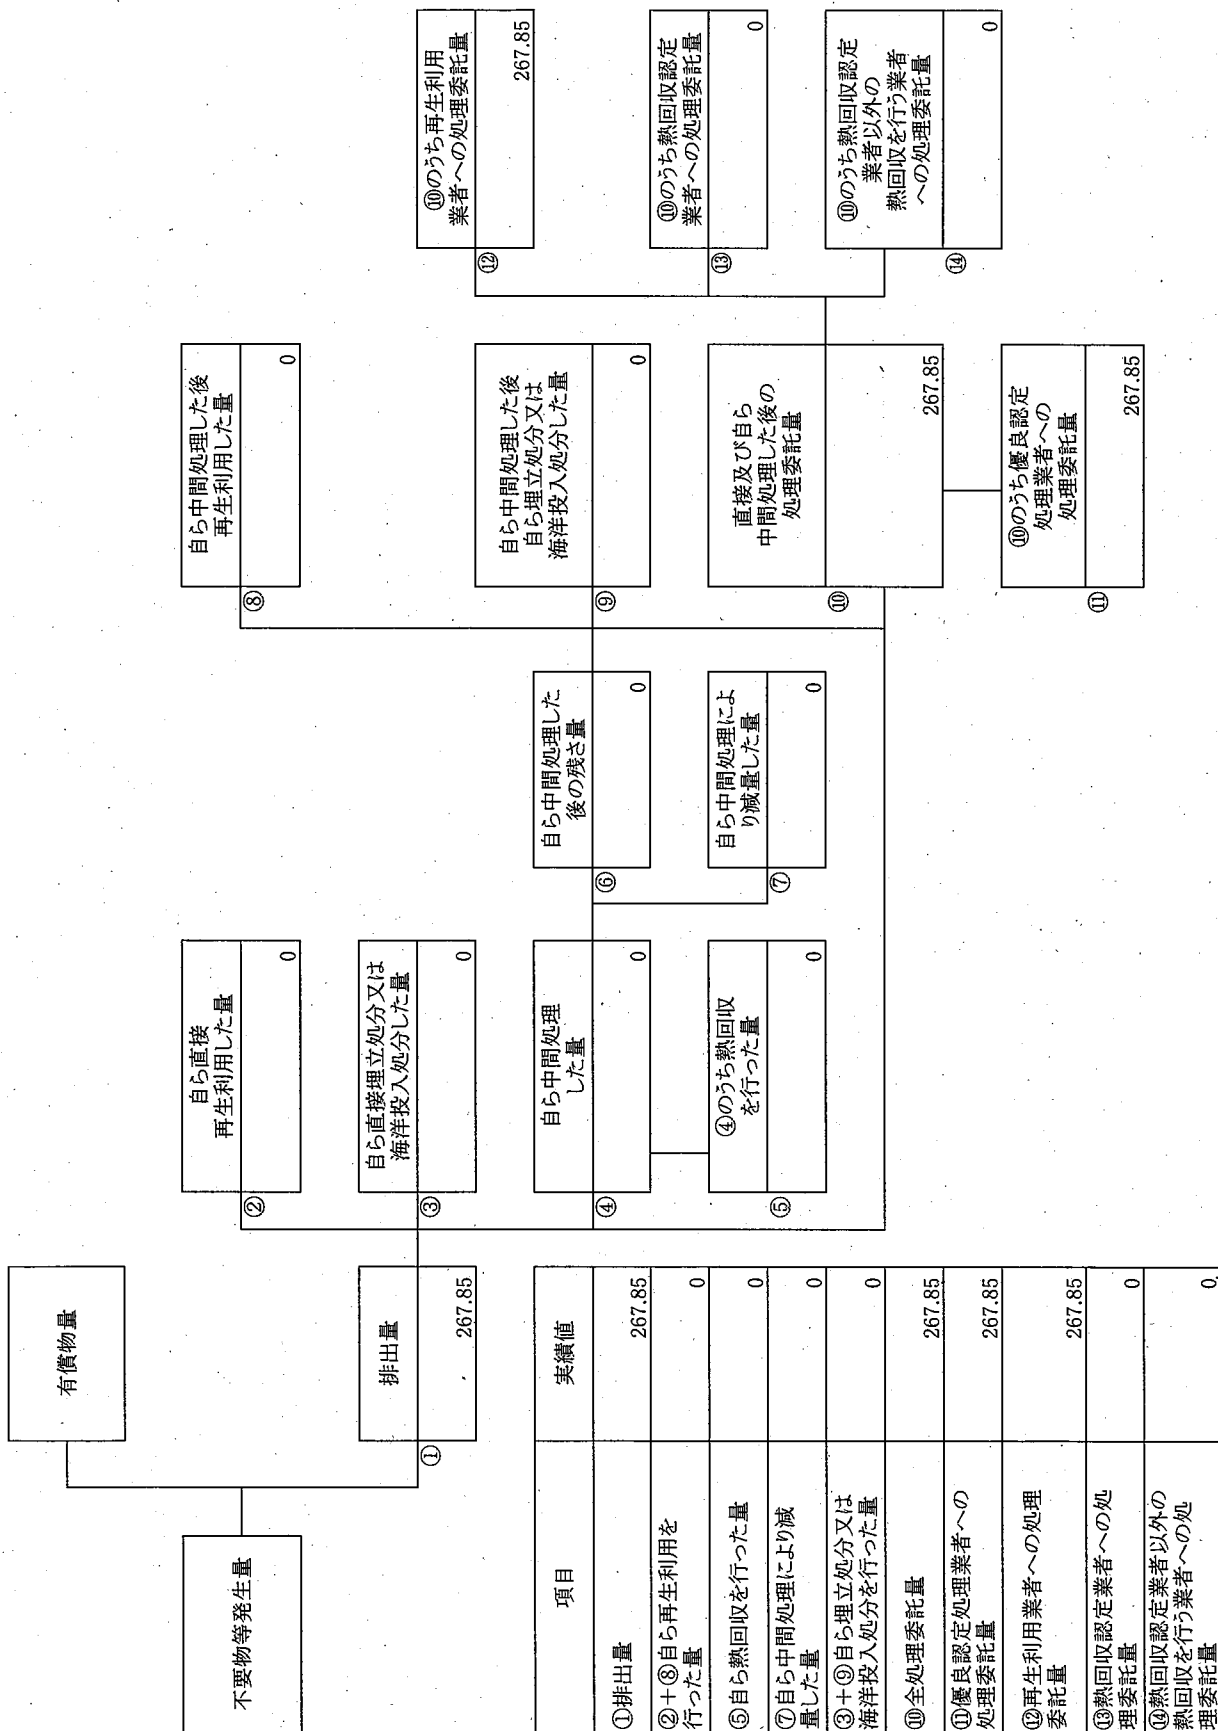 有償物量
不要物等発生量
排出量
①
267.85
自ら直接
再生利用した量
②
0
自ら直接埋立処分又は
海洋投入処分した量
③
0
自ら中間処理
した量
④
0
④のうち熱回収
を行った量
⑤
0
自ら中間処理した
後の残さ量
⑥
0
自ら中間処理によ
り減量した量
⑦
0
自ら中間処理した後
再生利用した量
⑧
0
自ら中間処理した後
自ら埋立処分又は
海洋投入処分した量
⑨
0
直接及び自ら
中間処理した後の
処理委託量
⑩
267.85
⑩のうち優良認定
処理業者への
処理委託量
⑪
267.85
⑩のうち再生利用
業者への処理委託量
⑫
267.85
⑩のうち熱回収認定
業者への処理委託量
⑬
0
⑩のうち熱回収認定
業者以外の
熱回収を行う業者
への処理委託量
⑭
0
項目 実績値
①排出量 267.85
②+⑧自ら再生利用を
行った量 0
⑤自ら熱回収を行った量 0
⑦自ら中間処理により減
量した量 0
③+⑨自ら埋立処分又は
海洋投入処分を行った量 0
⑩全処理委託量 267.85
⑪優良認定処理業者への
処理委託量 267.85
⑫再生利用業者への処理
委託量 267.85
⑬熱回収認定業者への処
理委託量 0
⑭熱回収認定業者以外の
熱回収を行う業者への処
理委託量 0